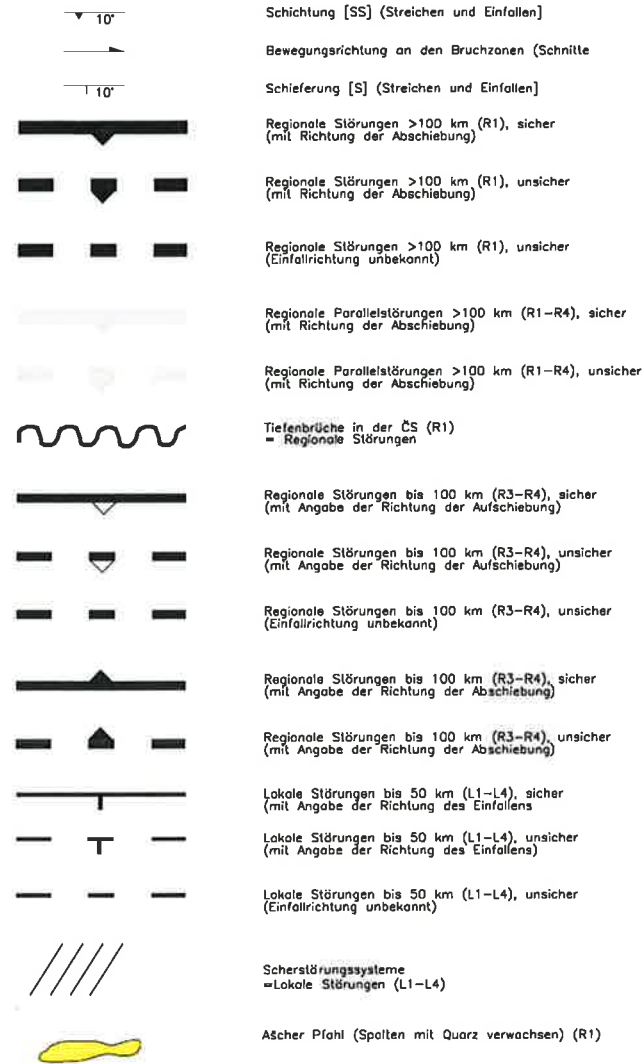 10° Schichtung [SS] (Streichen und Einfallen]
Bewegungsrichtung an den Bruchzonen (Schnitte
10° Schieferung [S] (Streichen und Einfallen]
Regionale Störungen >100 km (R1), sicher
(mit Richtung der Abschiebung)
Regionale Störungen >100 km (R1), unsicher
(mit Richtung der Abschiebung)
Regionale Störungen >100 km (R1), unsicher
(Einfallrichtung unbekannt)
Regionale Parallelstörungen >100 km (R1-R4), sicher
(mit Richtung der Abschiebung)
Regionale Parallelstörungen >100 km (R1-R4), unsicher
(mit Richtung der Abschiebung)
Tiefenbrüche in der ČS (R1)
= Regionale Störungen
Regionale Störungen bis 100 km (R3-R4), sicher
(mit Angabe der Richtung der Aufschiebung)
Regionale Störungen bis 100 km (R3-R4), unsicher
(mit Angabe der Richtung der Aufschiebung)
Regionale Störungen bis 100 km (R3-R4), unsicher
(Einfallrichtung unbekannt)
Regionale Störungen bis 100 km (R3-R4), sicher
(mit Angabe der Richtung der Abschiebung)
Regionale Störungen bis 100 km (R3-R4), unsicher
(mit Angabe der Richtung der Abschiebung)
Lokale Störungen bis 50 km (L1-L4), sicher
(mit Angabe der Richtung des Einfallens
Lokale Störungen bis 50 km (L1-L4), unsicher
(mit Angabe der Richtung des Einfallens)
Lokale Störungen bis 50 km (L1-L4), unsicher
(Einfallrichtung unbekannt)
Scherstörungssysteme
=Lokale Störungen (L1-L4)
Ašcher Pfahl (Spalten mit Quarz verwachsen) (R1)